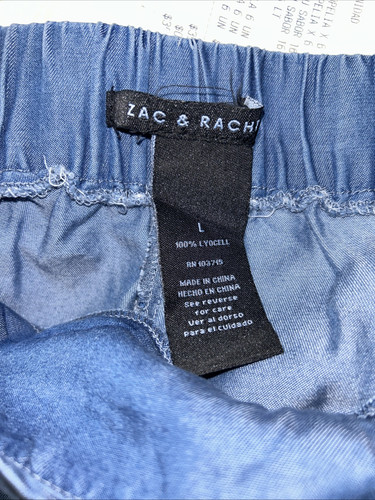 ZAC & RACH
L
100% LYOCELL
RN 103715
MADE IN CHINA
HECHO EN CHINA
See reverse
for care
Ver al dorso
Para el cuidado